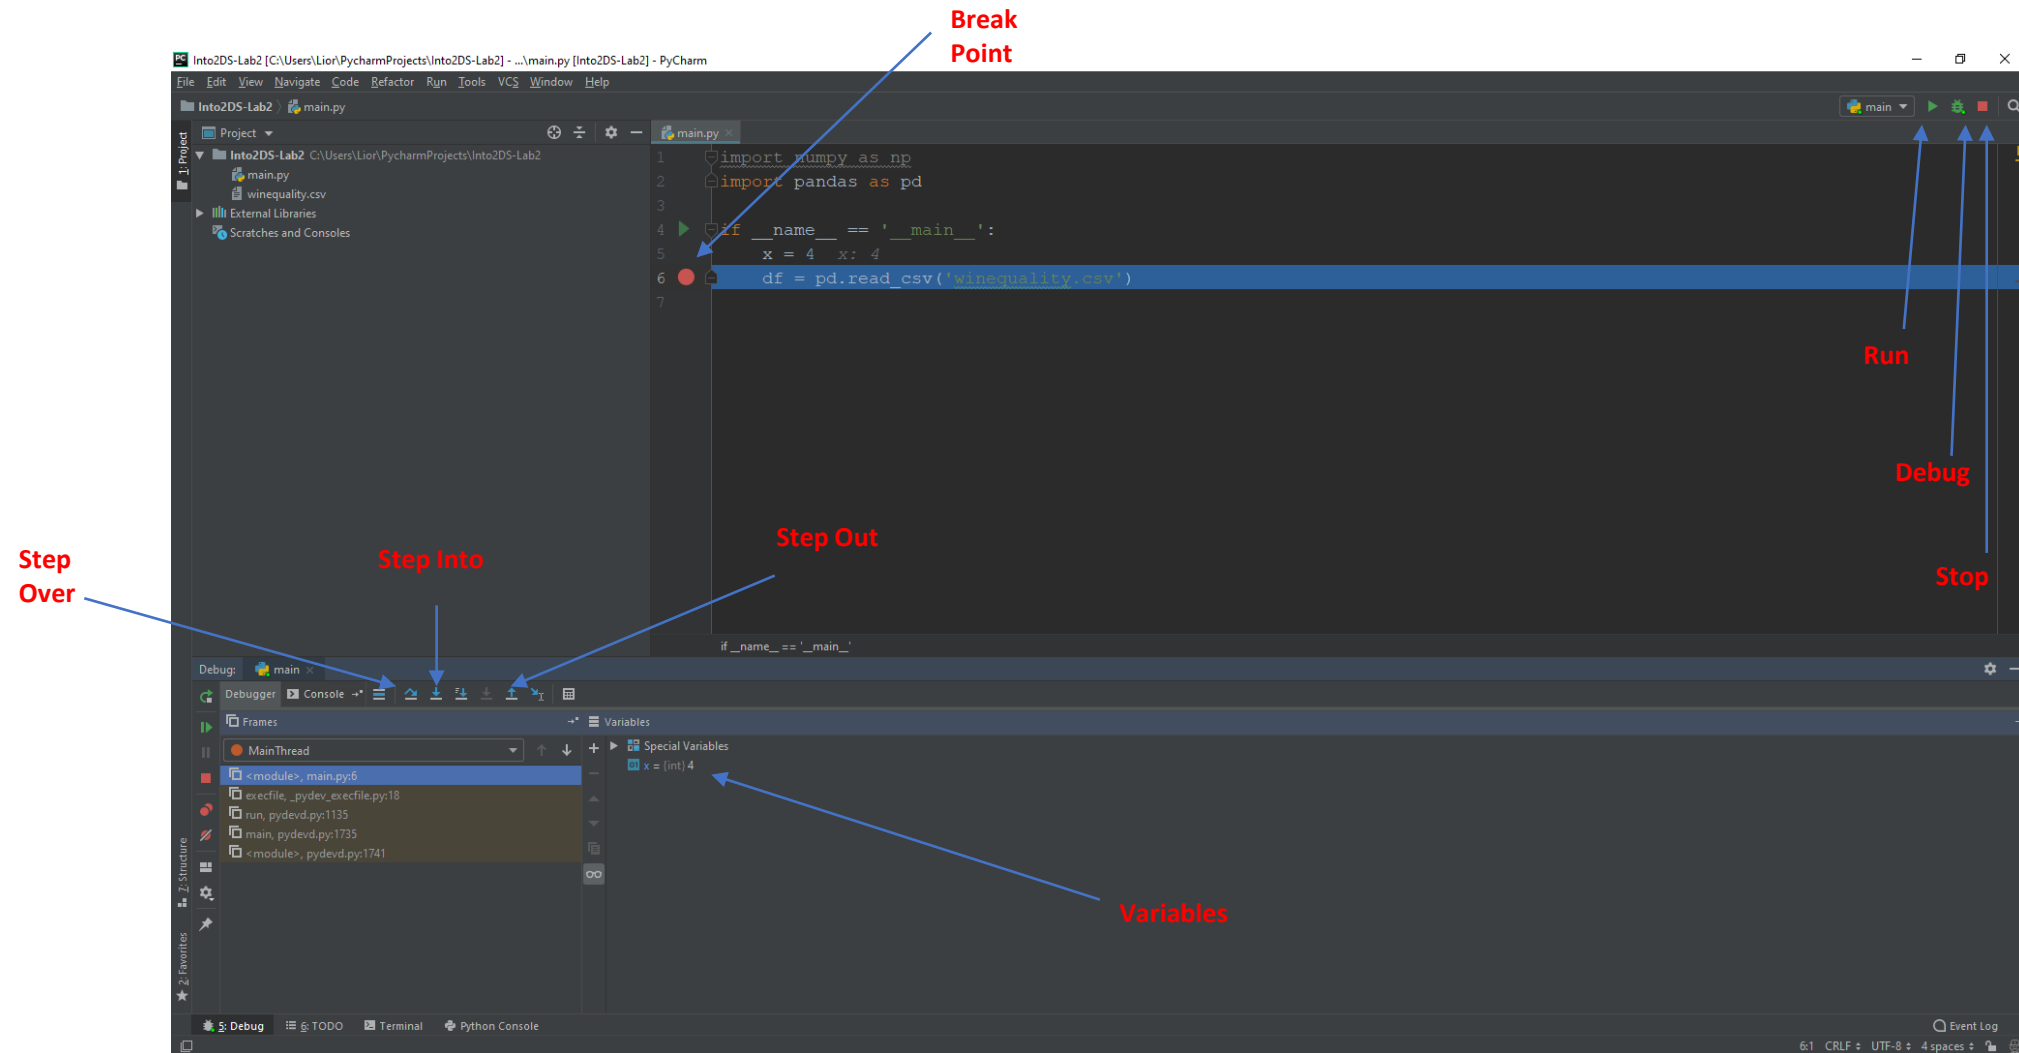 Break
Point
Into2DS-Lab2 [C:\Users\Lior\PycharmProjects\Into2DS-Lab2] - ...\main.py [Into2DS-Lab2] - PyCharm
File Edit View Navigate Code Refactor Run Tools VCS Window Help
Into2DS-Lab2 main.py
main
1: Project
Project
main.py
Into2DS-Lab2 C:\Users\Lior\PycharmProjects\Into2DS-Lab2
main.py
winequality.csv
External Libraries
Scratches and Consoles
1 import numpy as np
2 import pandas as pd
3
4 if __name__ == '__main__':
5 x = 4 x: 4
6 df = pd.read_csv('winequality.csv')
7
Run
Debug
Stop
Step Out
Step Into
Step
Over
if __name__ == '__main__'
Debug: main
Debugger Console
Frames
Variables
MainThread
<module>, main.py:6
execfile, _pydev_execfile.py:18
run, pydevd.py:1135
main, pydevd.py:1735
<module>, pydevd.py:1741
Special Variables
x = {int} 4
Variables
7: Structure
2: Favorites
5: Debug 6: TODO Terminal Python Console
Event Log
6:1 CRLF UTF-8 4 spaces